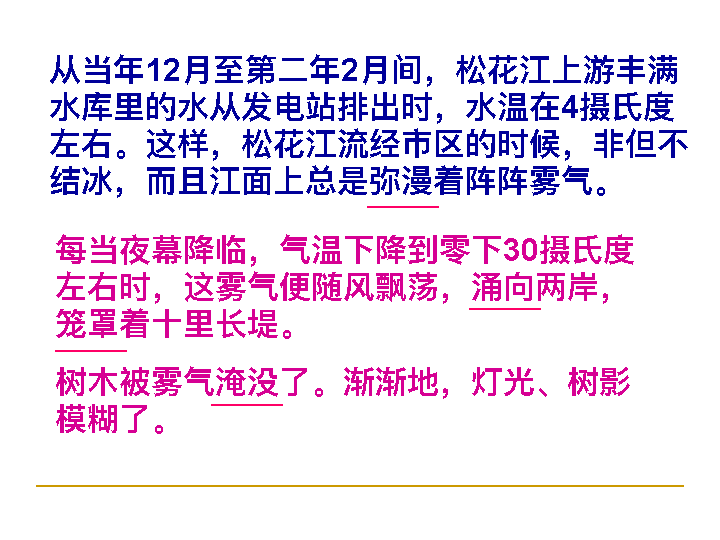 从当年12月至第二年2月间，松花江上游丰满
水库里的水从发电站排出时，水温在4摄氏度
左右。这样，松花江流经市区的时候，非但不
结冰，而且江面上总是弥漫着阵阵雾气。
每当夜幕降临，气温下降到零下30摄氏度
左右时，这雾气便随风飘荡，涌向两岸，
笼罩着十里长堤。
树木被雾气淹没了。渐渐地，灯光、树影
模糊了。